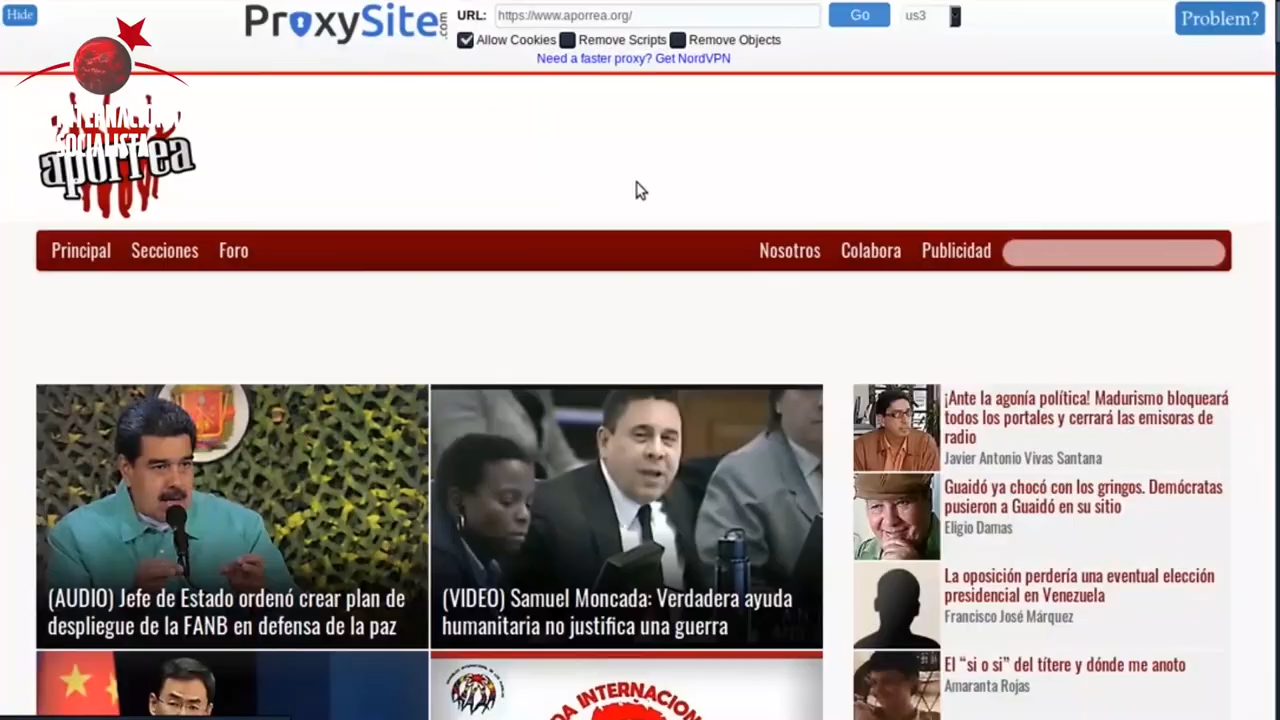 Hide
ProxySite.com
URL: https://www.aporrea.org/ Go us3
Problem?
Allow Cookies Remove Scripts Remove Objects
Need a faster proxy? Get NordVPN
SOCIALISTA
aporrea
Principal Secciones Foro Nosotros Colabora Publicidad
(AUDIO) Jefe de Estado ordenó crear plan de
despliegue de la FANB en defensa de la paz
(VIDEO) Samuel Moncada: Verdadera ayuda
humanitaria no justifica una guerra
¡Ante la agonía política! Madurismo bloqueará
todos los portales y cerrará las emisoras de
radio
Javier Antonio Vivas Santana
Guaidó ya chocó con los gringos. Demócratas
pusieron a Guaidó en su sitio
Eligio Damas
La oposición perdería una eventual elección
presidencial en Venezuela
Francisco José Márquez
El “si o si” del títere y dónde me anoto
Amaranta Rojas